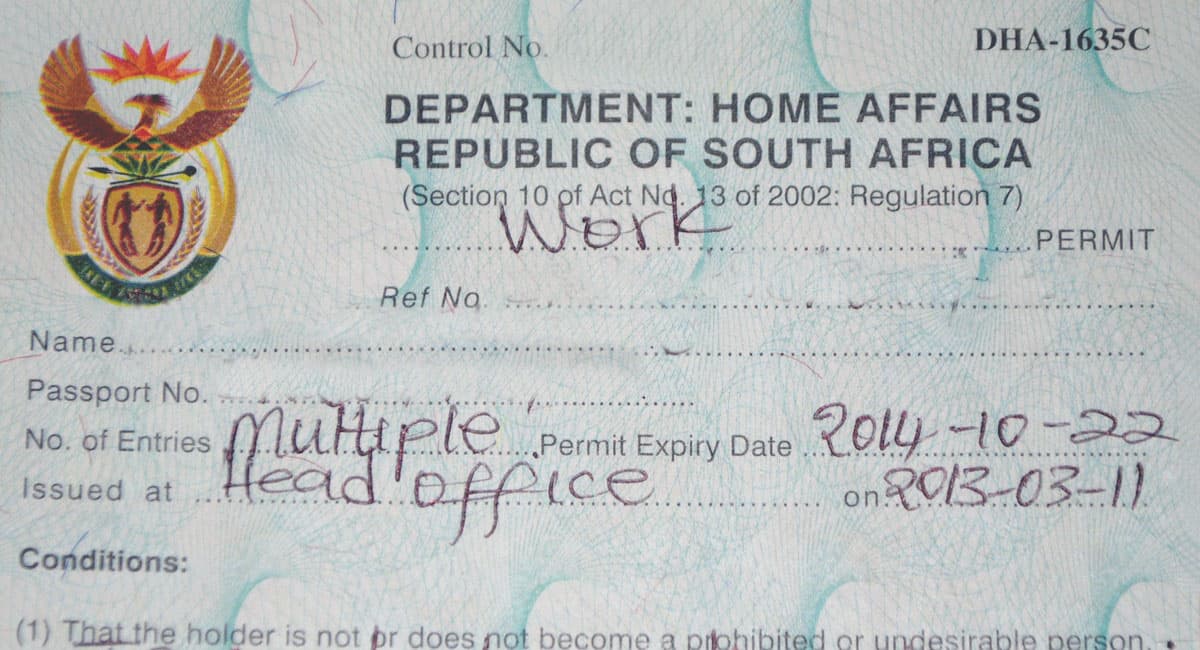 Control No.
DHA-1635C
DEPARTMENT: HOME AFFAIRS
REPUBLIC OF SOUTH AFRICA
(Section 10 of Act No. 13 of 2002: Regulation 7)
Work PERMIT
Ref No.
Name
Passport No.
No. of Entries Multiple Permit Expiry Date 2014-10-22
Issued at Head office on 2013-03-11
Conditions:
(1) That the holder is not or does not become a prohibited or undesirable person.